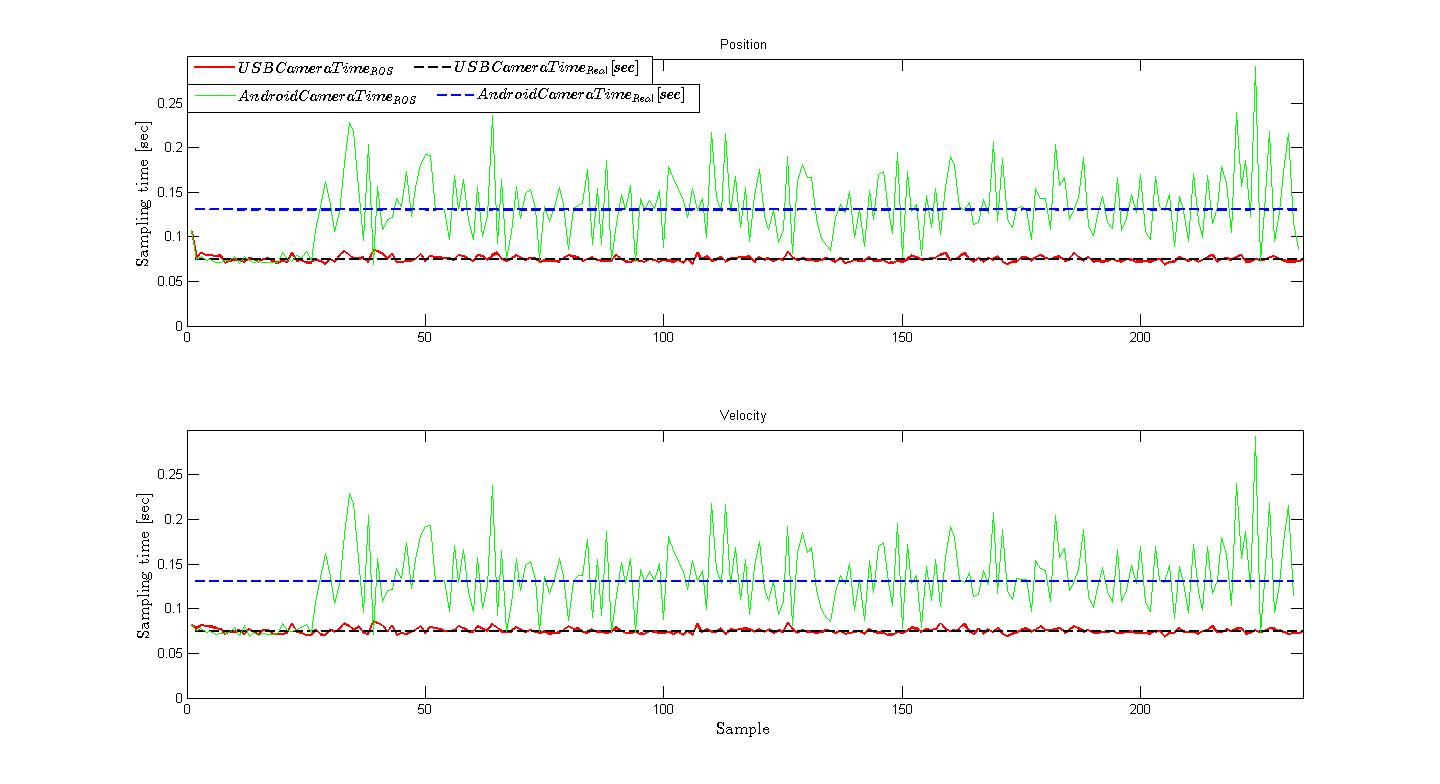 Position
USBCameraTime_ROS USBCameraTime_Real[sec]
AndroidCameraTime_ROS AndroidCameraTime_Real[sec]
Sampling time [sec]
0.25
0.2
0.15
0.1
0.05
0
0 50 100 150 200
Velocity
Sampling time [sec]
0.25
0.2
0.15
0.1
0.05
0
0 50 100 150 200
Sample